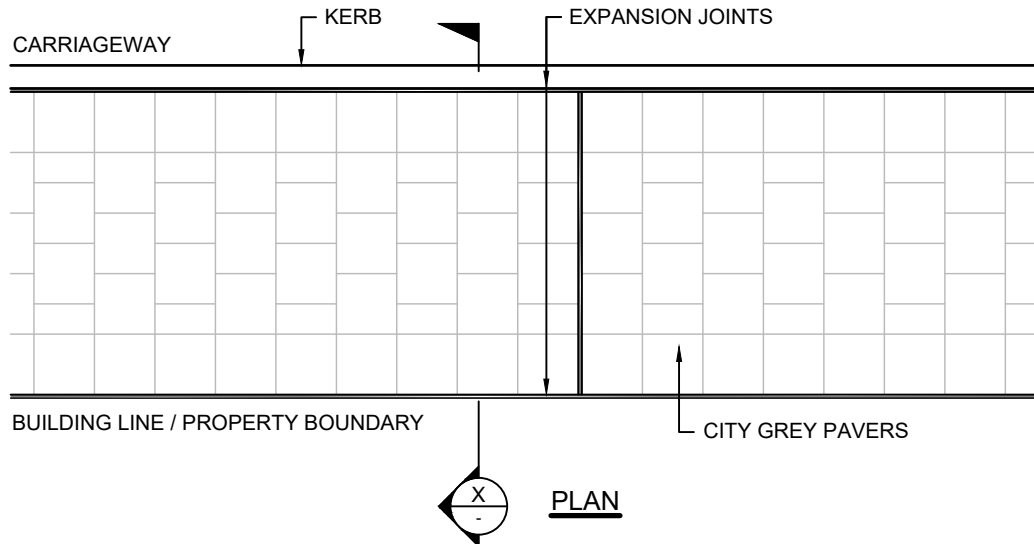 KERB
EXPANSION JOINTS
CARRIAGEWAY
BUILDING LINE / PROPERTY BOUNDARY
CITY GREY PAVERS
X
-
PLAN